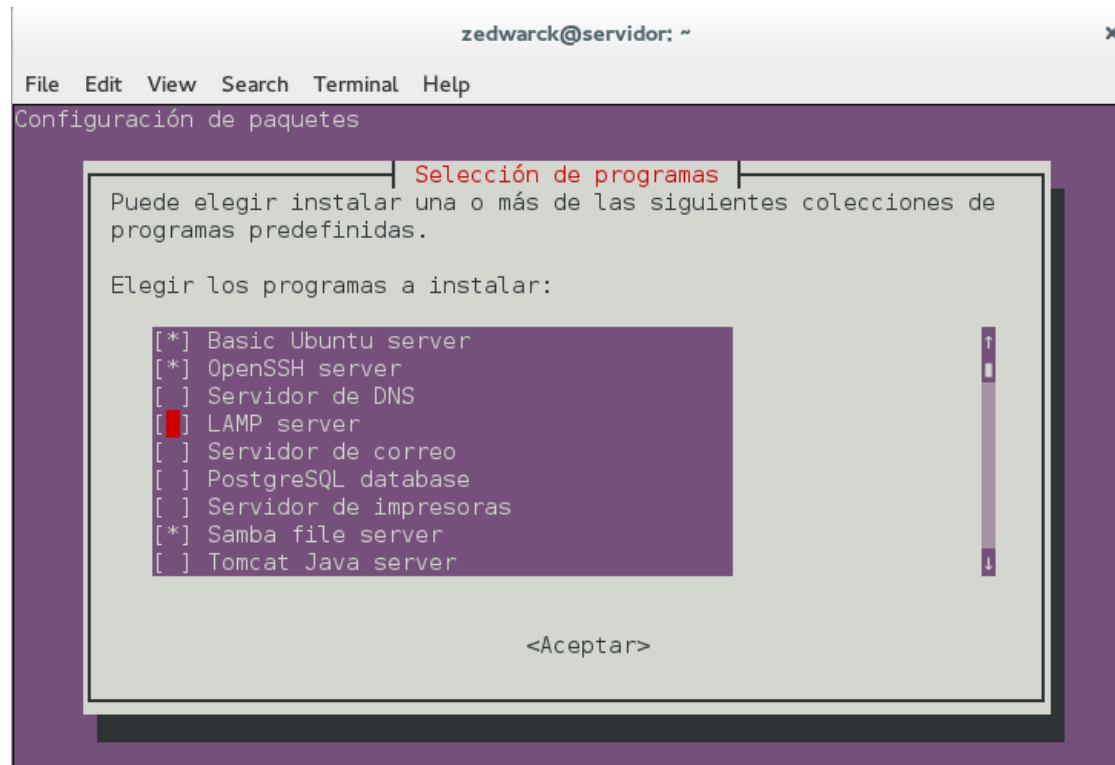 zedwarck@servidor: ~
File Edit View Search Terminal Help
Configuración de paquetes
Selección de programas
Puede elegir instalar una o más de las siguientes colecciones de
programas predefinidas.
Elegir los programas a instalar:
[*] Basic Ubuntu server
[*] OpenSSH server
[ ] Servidor de DNS
[ ] LAMP server
[ ] Servidor de correo
[ ] PostgreSQL database
[ ] Servidor de impresoras
[*] Samba file server
[ ] Tomcat Java server
<Aceptar>